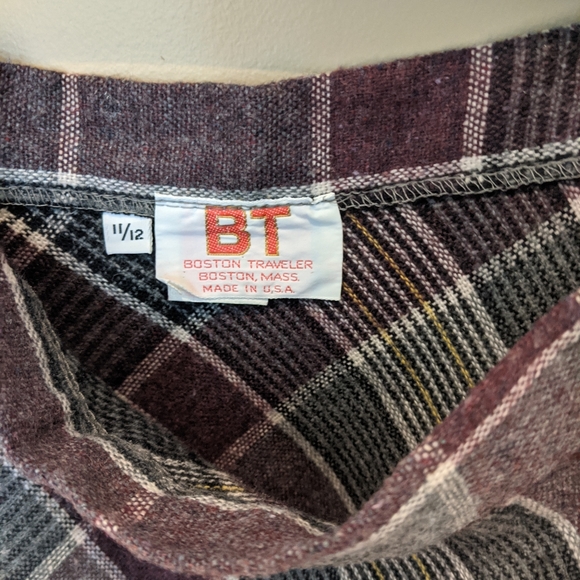 11/12
BT
BOSTON TRAVELER
BOSTON, MASS.
MADE IN U.S.A.